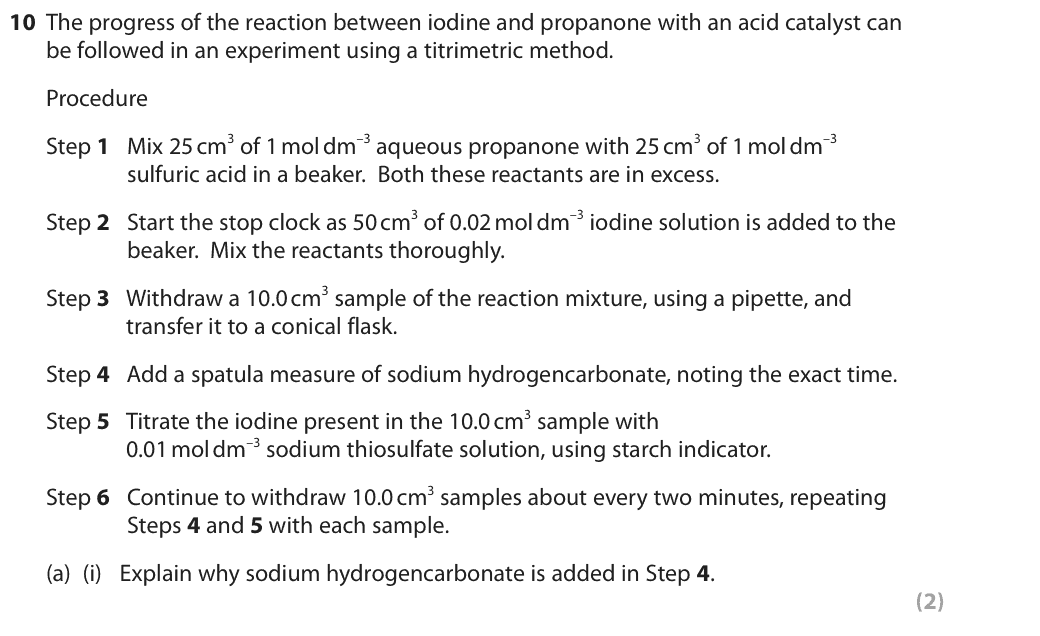 10 The progress of the reaction between iodine and propanone with an acid catalyst can
be followed in an experiment using a titrimetric method.
Procedure
Step 1 Mix 25 cm³ of 1 mol dm⁻³ aqueous propanone with 25 cm³ of 1 mol dm⁻³
sulfuric acid in a beaker. Both these reactants are in excess.
Step 2 Start the stop clock as 50 cm³ of 0.02 mol dm⁻³ iodine solution is added to the
beaker. Mix the reactants thoroughly.
Step 3 Withdraw a 10.0 cm³ sample of the reaction mixture, using a pipette, and
transfer it to a conical flask.
Step 4 Add a spatula measure of sodium hydrogencarbonate, noting the exact time.
Step 5 Titrate the iodine present in the 10.0 cm³ sample with
0.01 mol dm⁻³ sodium thiosulfate solution, using starch indicator.
Step 6 Continue to withdraw 10.0 cm³ samples about every two minutes, repeating
Steps 4 and 5 with each sample.
(a) (i) Explain why sodium hydrogencarbonate is added in Step 4.
(2)